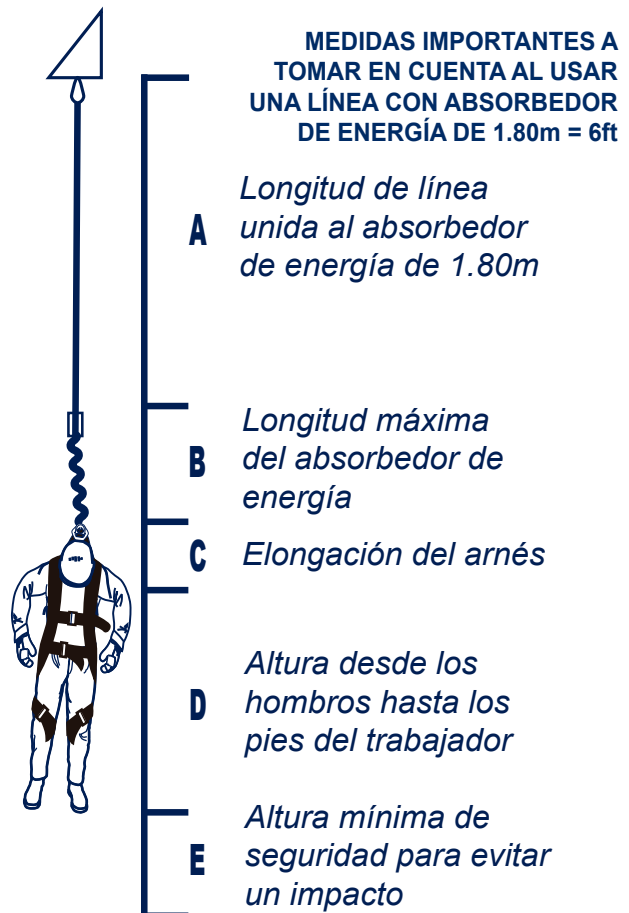 MEDIDAS IMPORTANTES A
TOMAR EN CUENTA AL USAR
UNA LÍNEA CON ABSORBEDOR
DE ENERGÍA DE 1.80m = 6ft
A
Longitud de línea
unida al absorbedor
de energía de 1.80m
B
Longitud máxima
del absorbedor de
energía
C
Elongación del arnés
D
Altura desde los
hombros hasta los
pies del trabajador
E
Altura mínima de
seguridad para evitar
un impacto